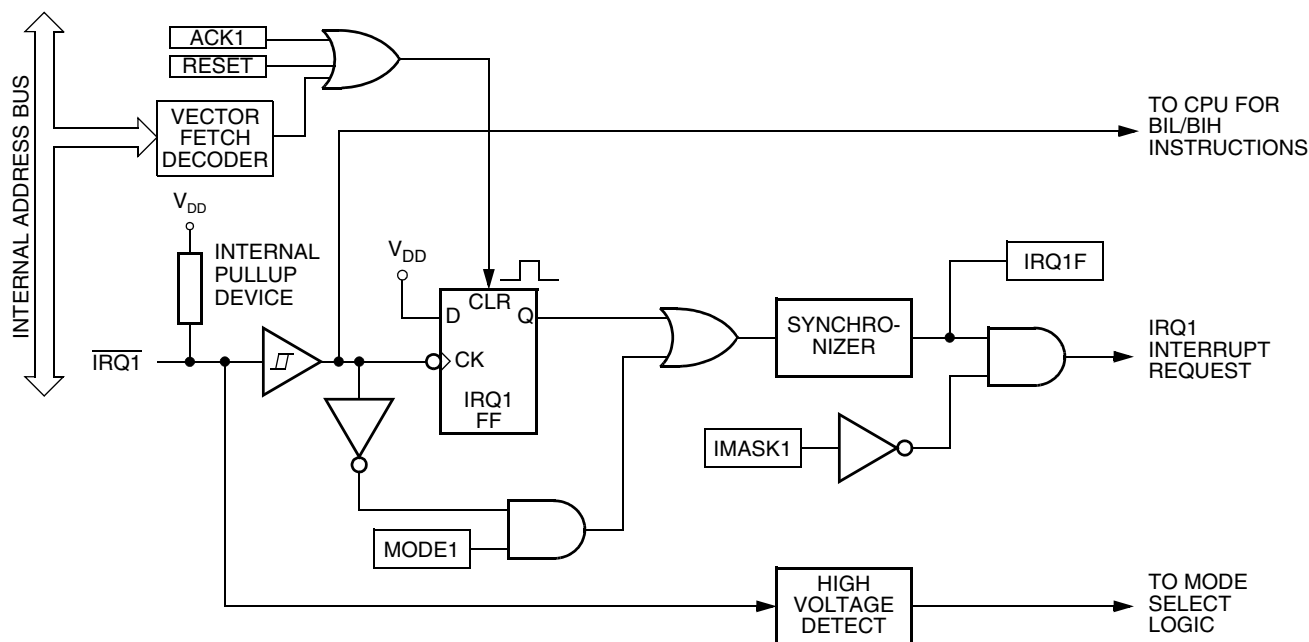 INTERNAL ADDRESS BUS
ACK1
RESET
VECTOR
FETCH
DECODER
TO CPU FOR
BIL/BIH
INSTRUCTIONS
VDD
INTERNAL
PULLUP
DEVICE
VDD
CLR
D
Q
CK
IRQ1
FF
SYNCHRO-
NIZER
IRQ1F
IRQ1
INTERRUPT
REQUEST
IRQ1
IMASK1
MODE1
HIGH
VOLTAGE
DETECT
TO MODE
SELECT
LOGIC